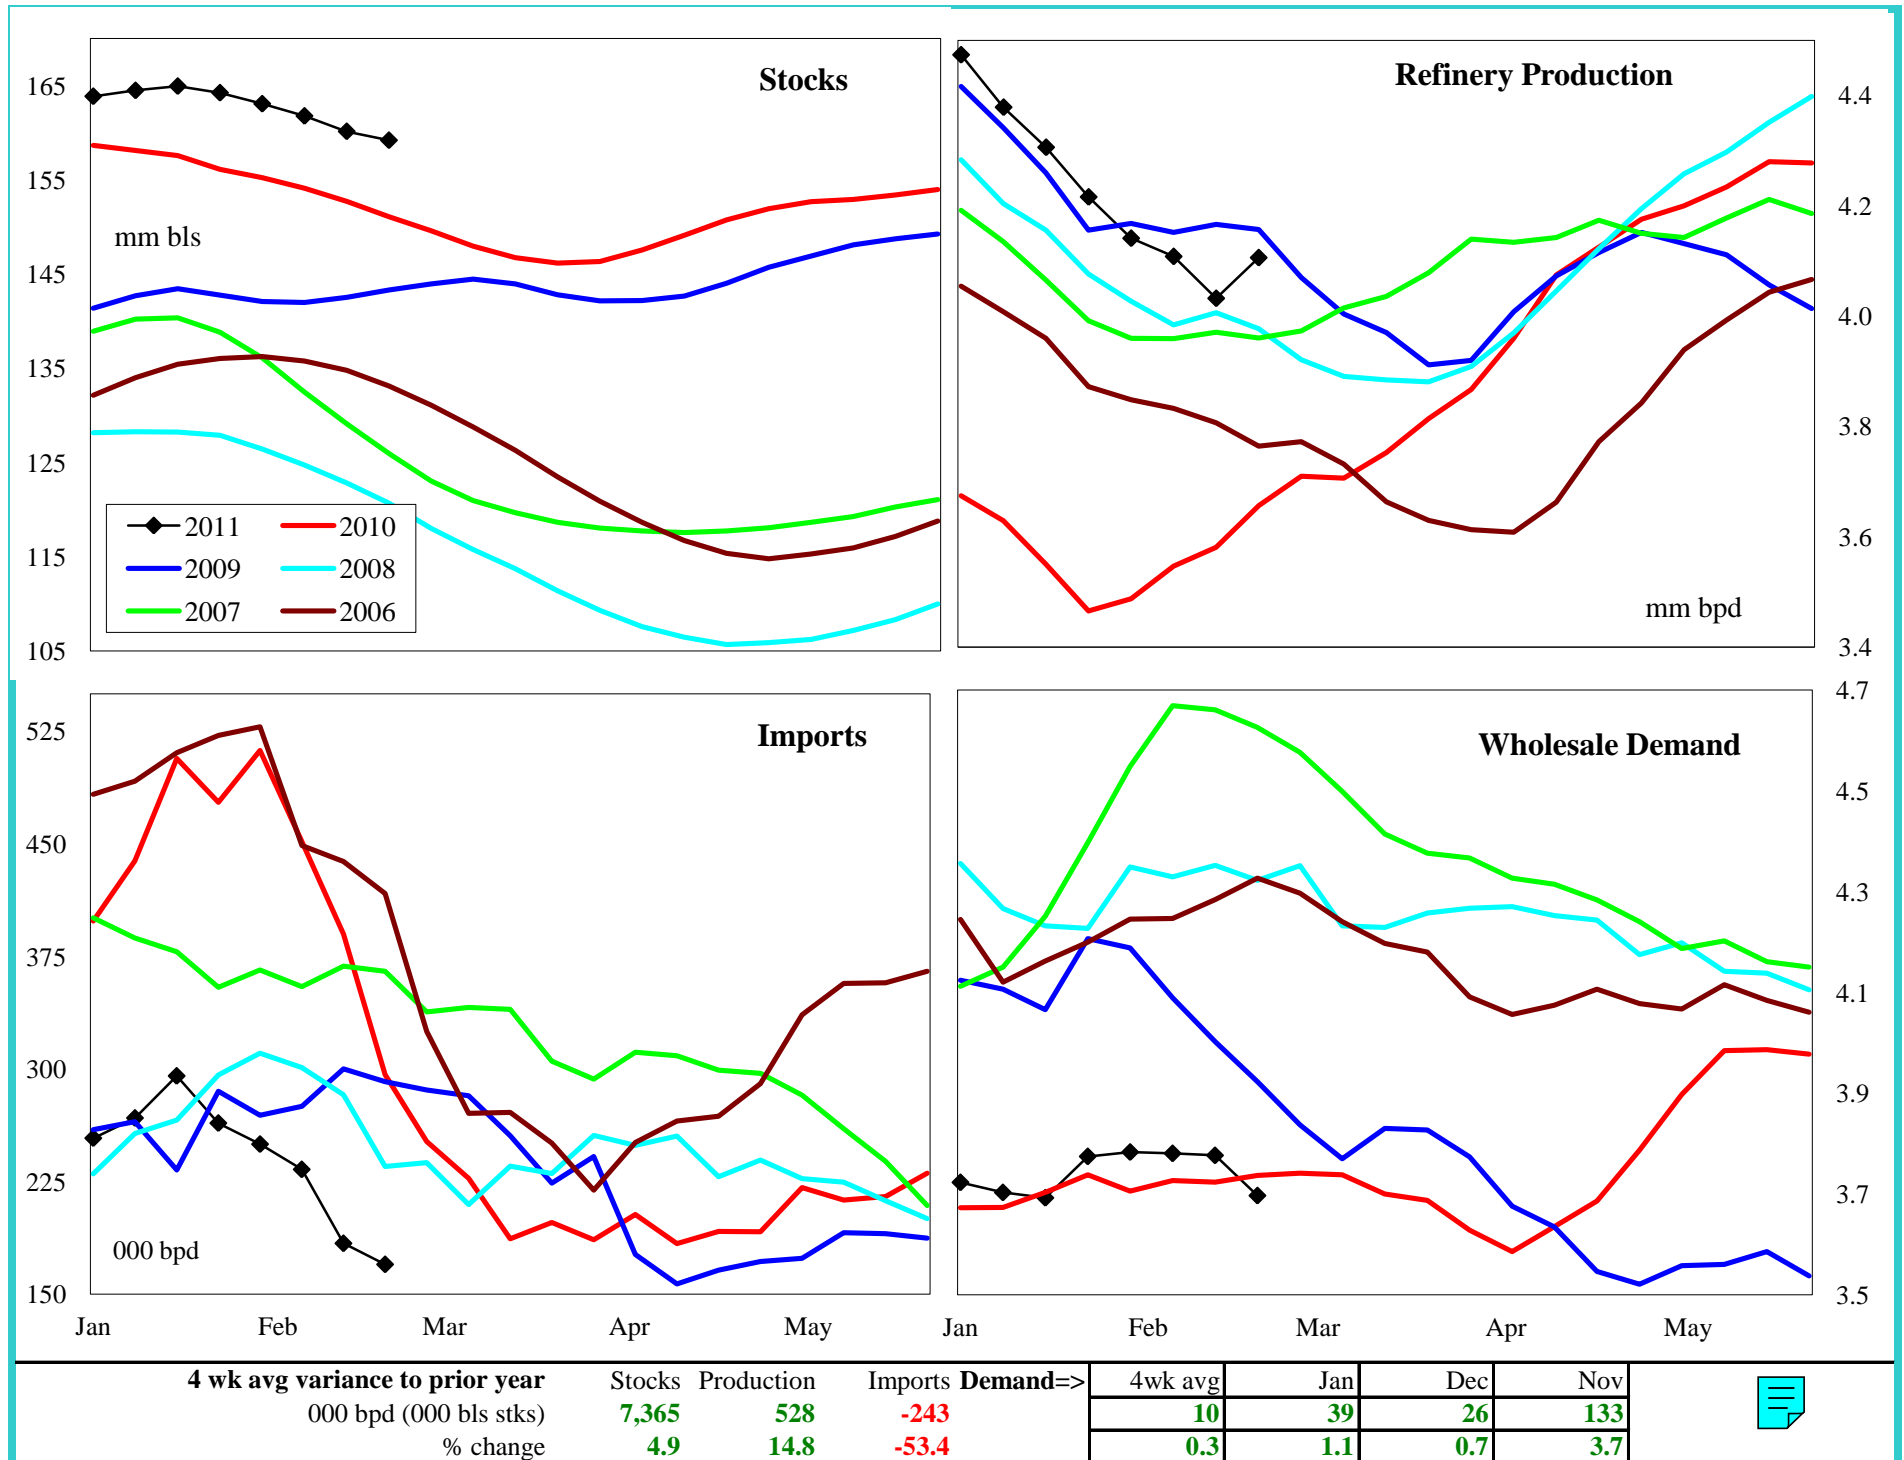 Stocks
165
155
mm bls
145
135
125
115
105
2011 2010
2009 2008
2007 2006
Refinery Production
4.4
4.2
4.0
3.8
3.6
mm bpd
3.4
Imports
525
450
375
300
225
000 bpd
150
Jan Feb Mar Apr May
4.7
Wholesale Demand
4.5
4.3
4.1
3.9
3.7
3.5
Jan Feb Mar Apr May
4 wk avg variance to prior year Stocks Production Imports Demand=> 4wk avg Jan Dec Nov
000 bpd (000 bls stks) 7,365 528 -243 10 39 26 133
% change 4.9 14.8 -53.4 0.3 1.1 0.7 3.7